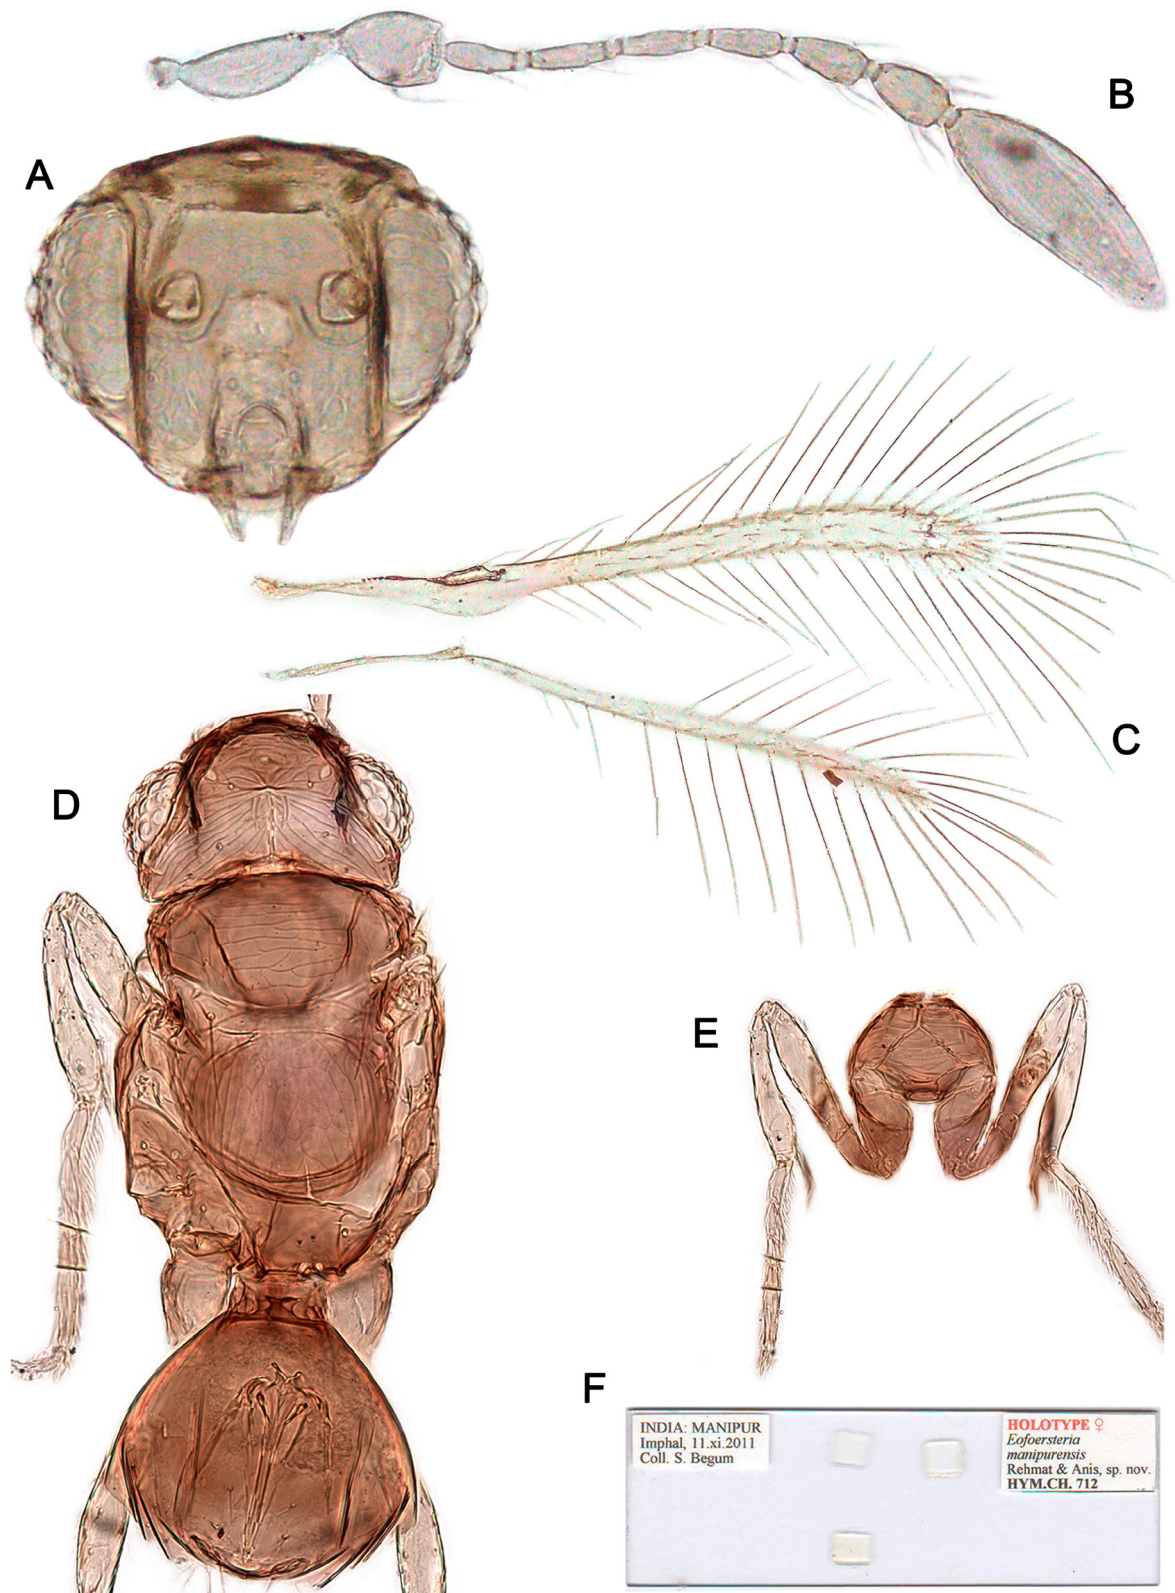 B
A
C
D
E
F
INDIA: MANIPUR
Imphal, 11.xi.2011
Coll. S. Begum
HOLOTYPE ♀
Eofoersteria
manipurensis
Rehmat & Anis, sp. nov.
HYM.CH. 712